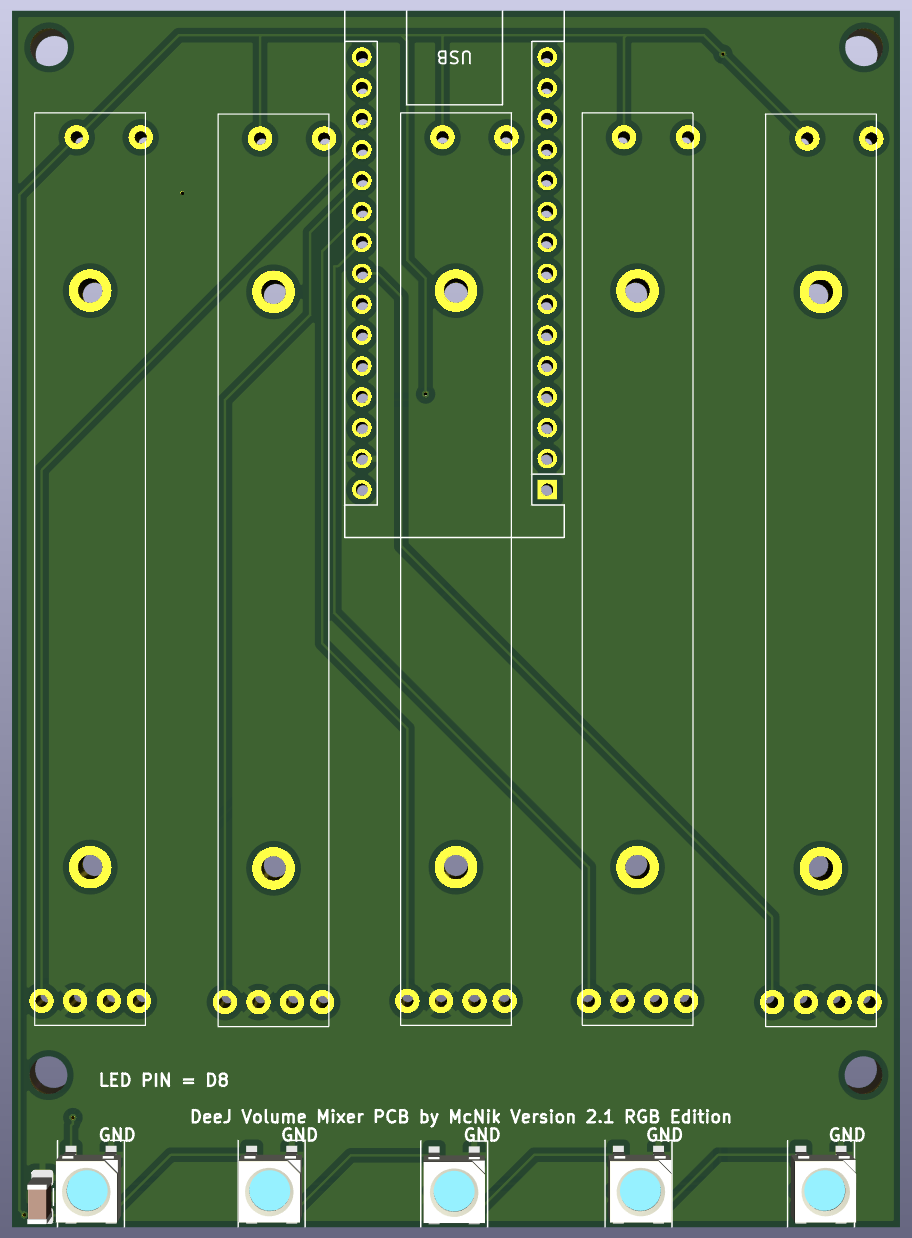 USB
LED PIN = D8
DeeJ Volume Mixer PCB by McNik Version 2.1 RGB Edition
GND GND GND GND GND